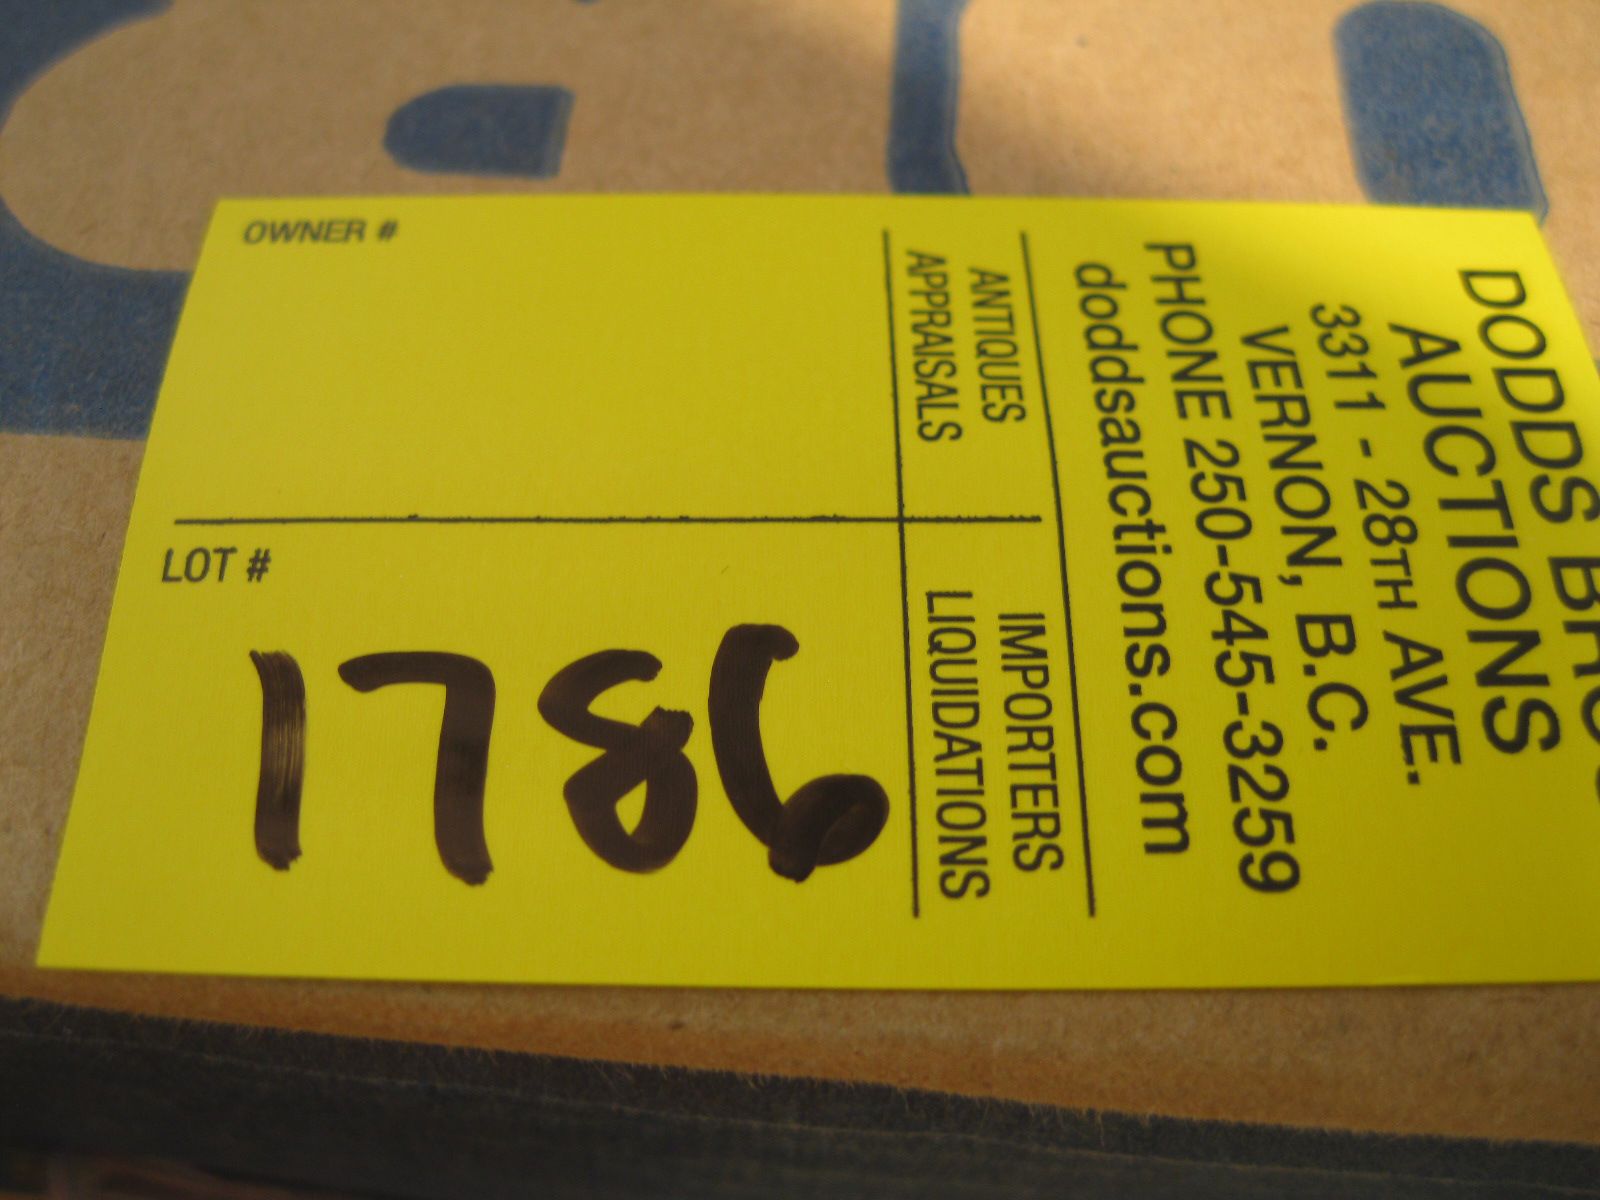 DODDS
AUCTIONS
3311 - 28TH AVE.
VERNON, B.C.
PHONE 250-545-3259
doddsauctions.com
ANTIQUES IMPORTERS
APPRAISALS LIQUIDATIONS
OWNER #
LOT #
1786